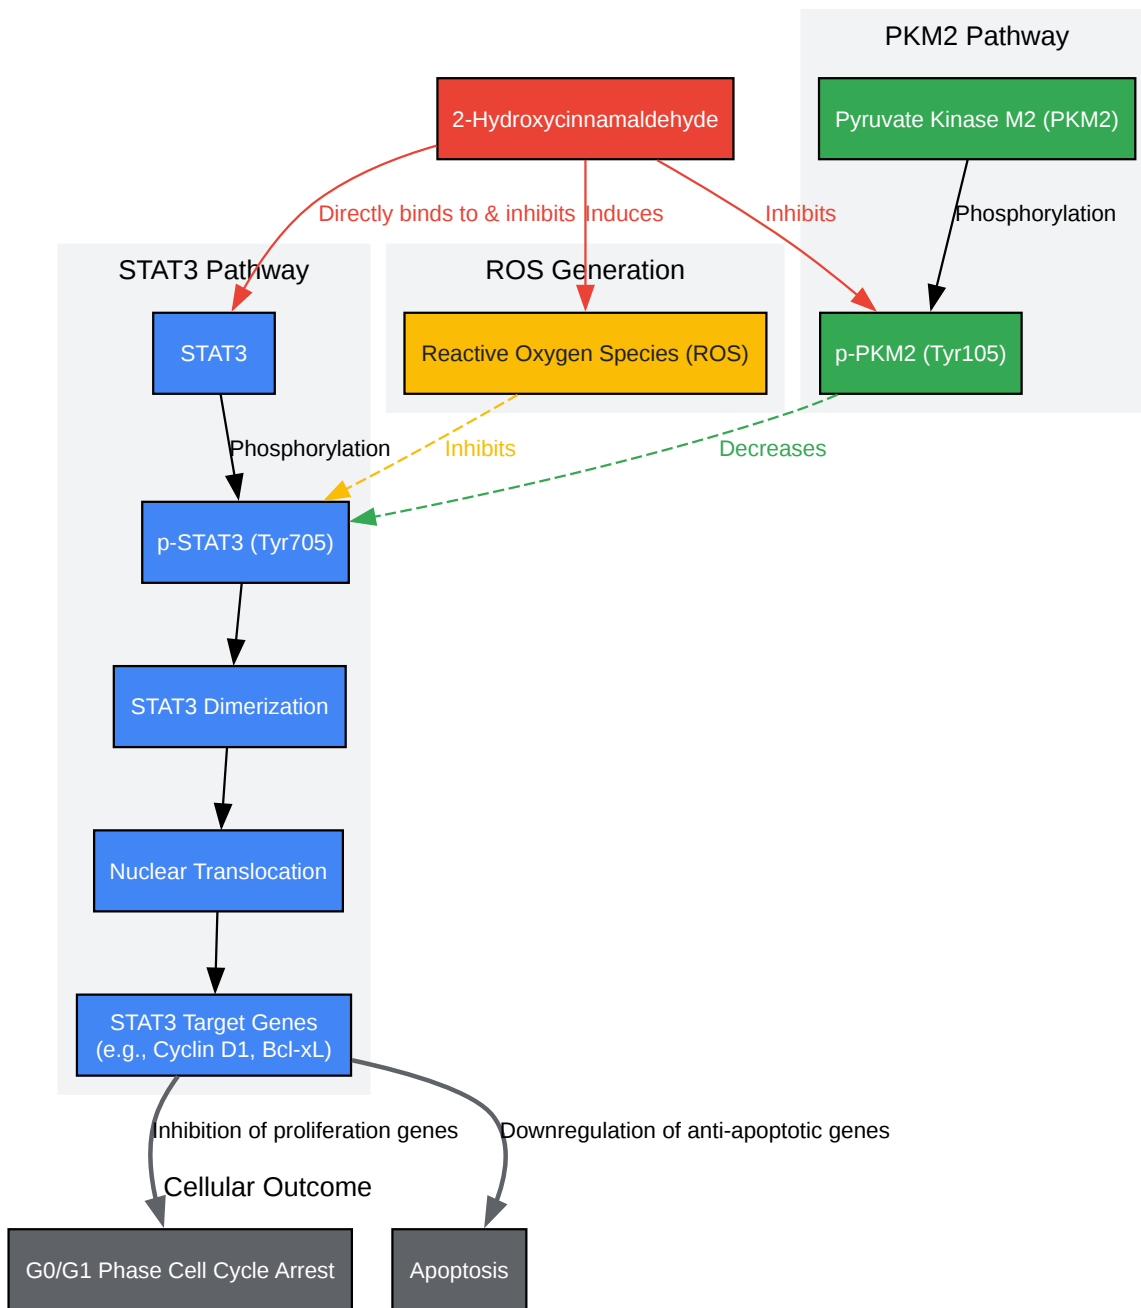 PKM2 Pathway
2-Hydroxycinnamaldehyde
Pyruvate Kinase M2 (PKM2)
Directly binds to & inhibits
Induces
Inhibits
Phosphorylation
STAT3 Pathway
ROS Generation
STAT3
Reactive Oxygen Species (ROS)
p-PKM2 (Tyr105)
Phosphorylation
Inhibits
Decreases
p-STAT3 (Tyr705)
STAT3 Dimerization
Nuclear Translocation
STAT3 Target Genes
(e.g., Cyclin D1, Bcl-xL)
Inhibition of proliferation genes
Downregulation of anti-apoptotic genes
Cellular Outcome
G0/G1 Phase Cell Cycle Arrest
Apoptosis